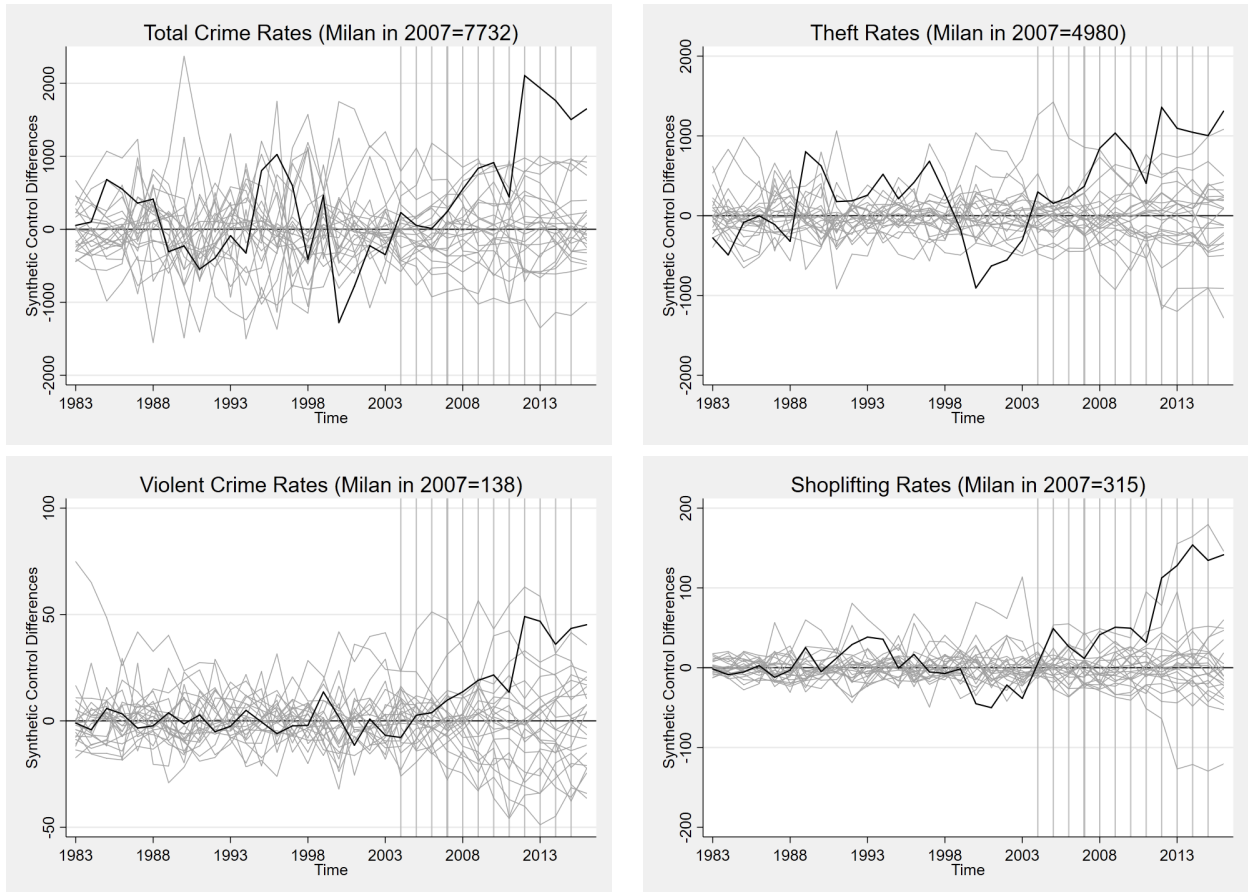 Total Crime Rates (Milan in 2007=7732)
Synthetic Control Differences
2000
1000
0
-1000
-2000
1983 1988 1993 1998 2003 2008 2013
Time
Theft Rates (Milan in 2007=4980)
Synthetic Control Differences
2000
1000
0
-1000
-2000
1983 1988 1993 1998 2003 2008 2013
Time
Violent Crime Rates (Milan in 2007=138)
Synthetic Control Differences
100
50
0
-50
1983 1988 1993 1998 2003 2008 2013
Time
Shoplifting Rates (Milan in 2007=315)
Synthetic Control Differences
200
100
0
-100
-200
1983 1988 1993 1998 2003 2008 2013
Time